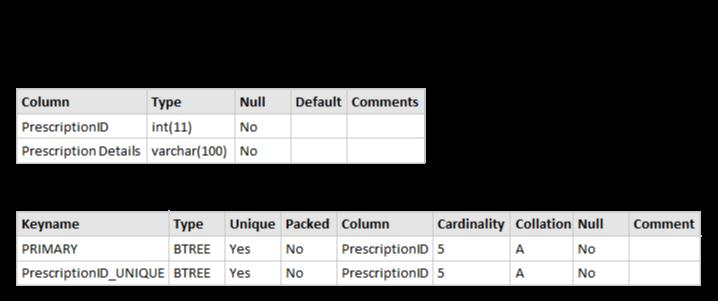 Column Type Null Default Comments
PrescriptionID int(11) No
Prescription Details varchar(100) No
Keyname Type Unique Packed Column Cardinality Collation Null Comment
PRIMARY BTREE Yes No PrescriptionID 5 A No
PrescriptionID_UNIQUE BTREE Yes No PrescriptionID 5 A No